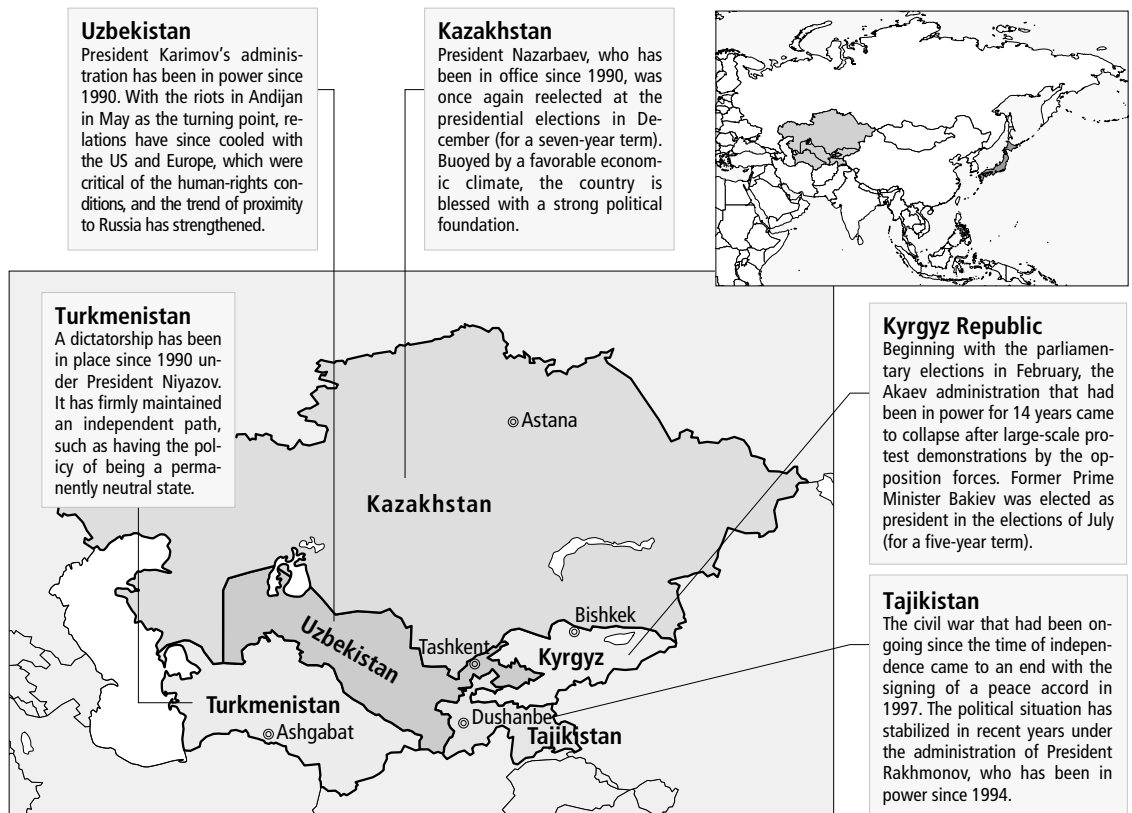 Uzbekistan
President Karimov's adminis-
tration has been in power since
1990. With the riots in Andijan
in May as the turning point, re-
lations have since cooled with
the US and Europe, which were
critical of the human-rights con-
ditions, and the trend of proximity
to Russia has strengthened.
Kazakhstan
President Nazarbaev, who has
been in office since 1990, was
once again reelected at the
presidential elections in De-
cember (for a seven-year term).
Buoyed by a favorable econom-
ic climate, the country is
blessed with a strong political
foundation.
Turkmenistan
A dictatorship has been
in place since 1990 un-
der President Niyazov.
It has firmly maintained
an independent path,
such as having the pol-
icy of being a perma-
nently neutral state.
Kyrgyz Republic
Beginning with the parliamen-
tary elections in February, the
Akaev administration that had
been in power for 14 years came
to collapse after large-scale pro-
test demonstrations by the op-
position forces. Former Prime
Minister Bakiev was elected as
president in the elections of July
(for a five-year term).
Tajikistan
The civil war that had been on-
going since the time of indepen-
dence came to an end with the
signing of a peace accord in
1997. The political situation has
stabilized in recent years under
the administration of President
Rakhmonov, who has been in
power since 1994.
Astana
Kazakhstan
Bishkek
Uzbekistan
Tashkent
Kyrgyz
Turkmenistan
Dushanbe
Ashgabat
Tajikistan